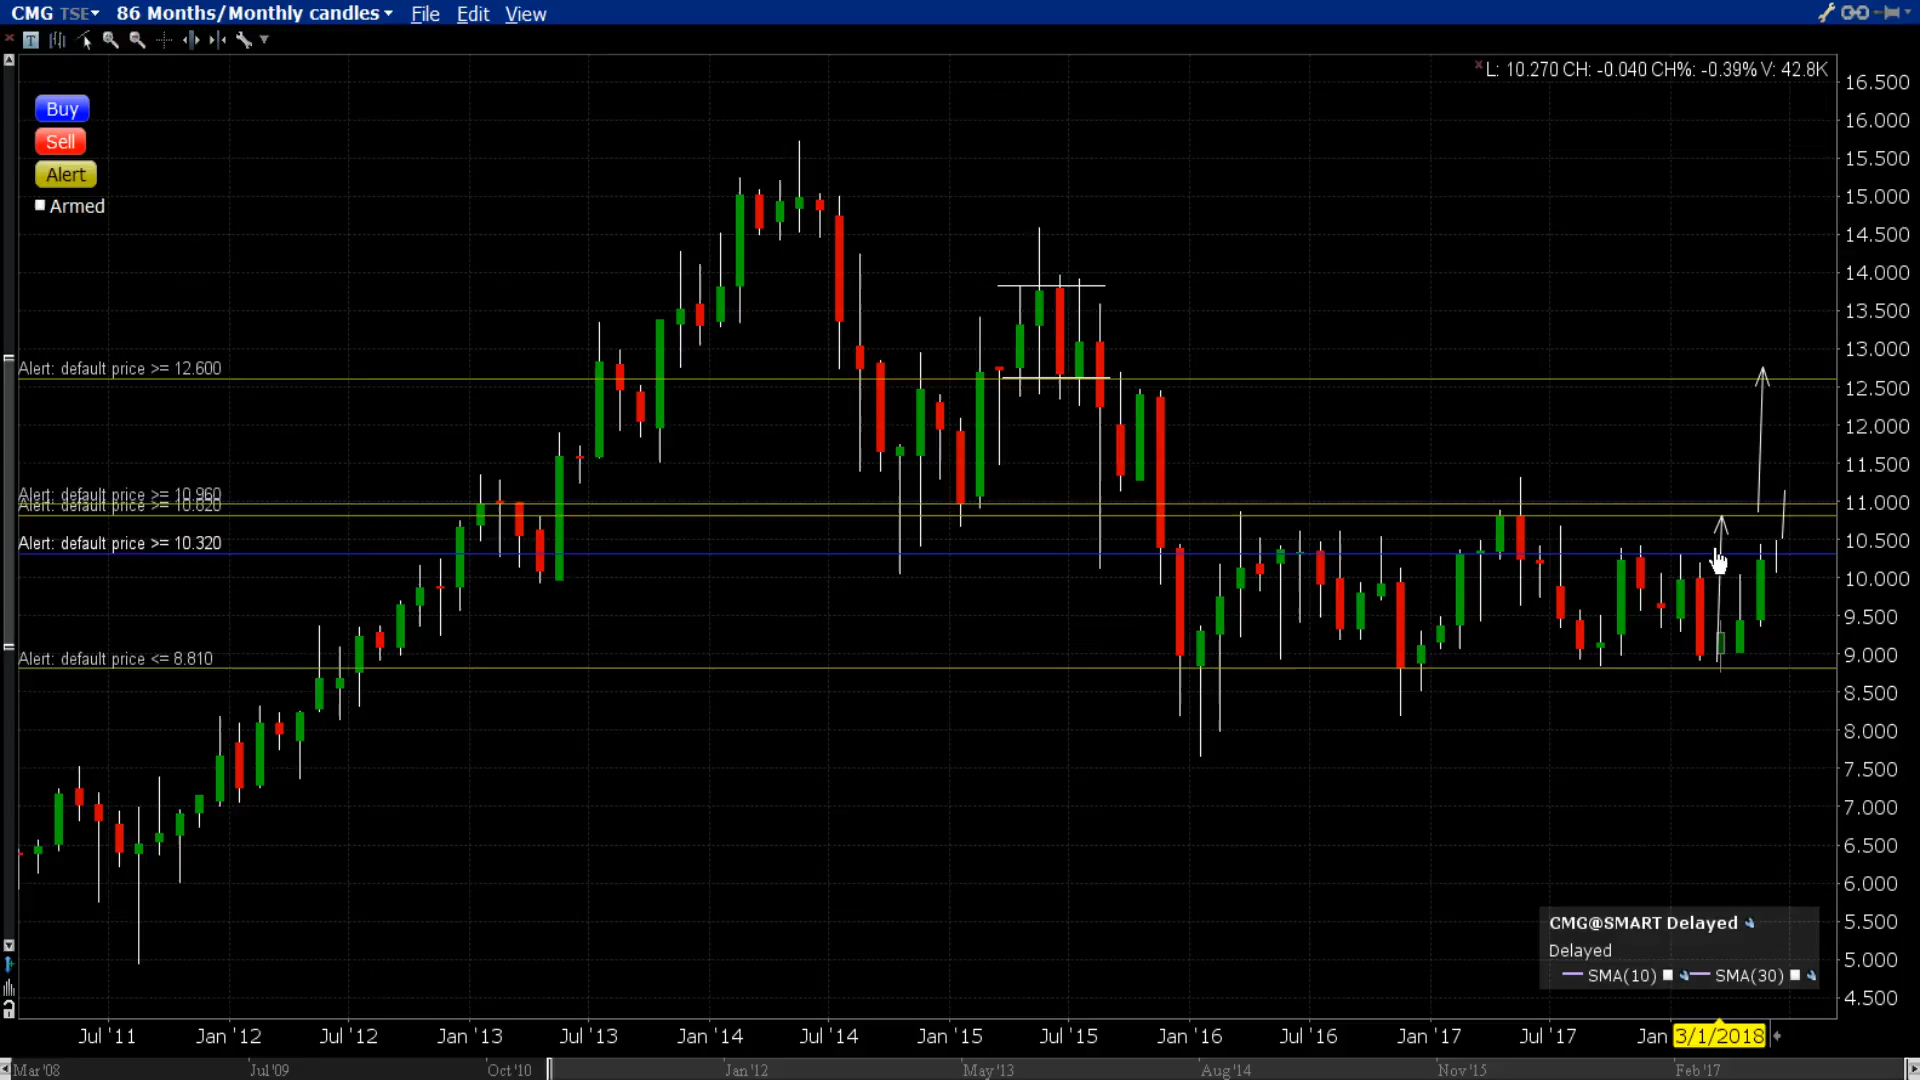 CMG TSE 86 Months/Monthly candles File Edit View
L: 10.270 CH: -0.040 CH%: -0.39% V: 42.8K
Buy
Sell
Alert
Armed
16.500
16.000
15.500
15.000
14.500
14.000
13.500
13.000
12.500
12.000
11.500
11.000
10.500
10.000
9.500
9.000
8.500
8.000
7.500
7.000
6.500
6.000
5.500
5.000
4.500
Alert: default price >= 12.600
Alert: default price >= 10.960
Alert: default price >= 10.820
Alert: default price >= 10.320
Alert: default price <= 8.810
CMG@SMART Delayed
Delayed
SMA(10) SMA(30)
Jul '11 Jan '12 Jul '12 Jan '13 Jul '13 Jan '14 Jul '14 Jan '15 Jul '15 Jan '16 Jul '16 Jan '17 Jul '17 Jan 3/1/2018
Mar'08 Jul'09 Oct'10 Jan'12 May'13 Aug'14 Nov'15 Feb'17